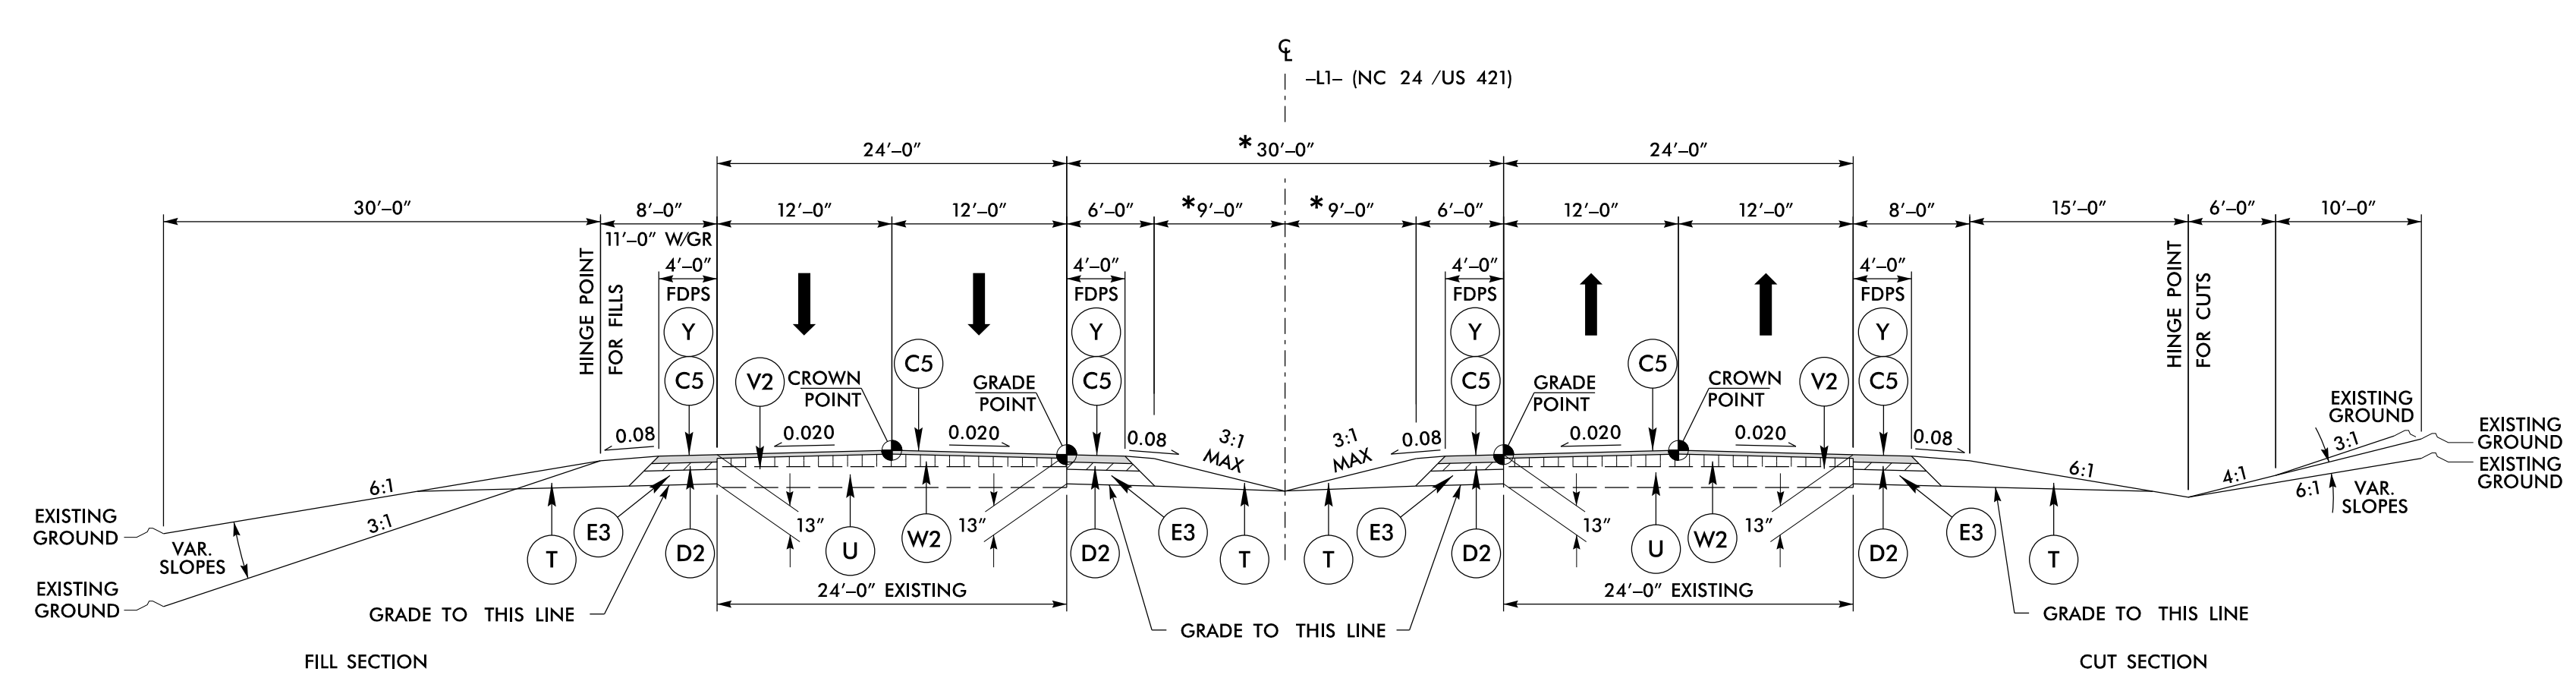 ℄
–L1– (NC 24 /US 421)
24'–0" *30'–0" 24'–0"
30'–0" 8'–0" 12'–0" 12'–0" 6'–0" *9'–0" *9'–0" 6'–0" 12'–0" 12'–0" 8'–0" 15'–0" 6'–0" 10'–0"
11'–0" W/GR
HINGE POINT
FOR FILLS
HINGE POINT
FOR CUTS
4'–0" 4'–0" 4'–0" 4'–0"
FDPS FDPS FDPS FDPS
Y Y Y Y
C5 C5 C5 C5
V2 CROWN
POINT
C5
GRADE
POINT
GRADE
POINT
C5
CROWN
POINT
V2
0.08 0.020 0.020 0.08 3:1
MAX
3:1
MAX
0.08 0.020 0.020 0.08
EXISTING
GROUND
EXISTING
GROUND
EXISTING
GROUND
6:1 3:1
6:1 4:1 3:1 6:1
VAR.
SLOPES
EXISTING
GROUND
VAR.
SLOPES
EXISTING
GROUND
T E3 D2 13" U W2 13" D2 E3 T T E3 D2 13" U W2 13" D2 E3 T
24'–0" EXISTING 24'–0" EXISTING
GRADE TO THIS LINE GRADE TO THIS LINE GRADE TO THIS LINE
FILL SECTION CUT SECTION